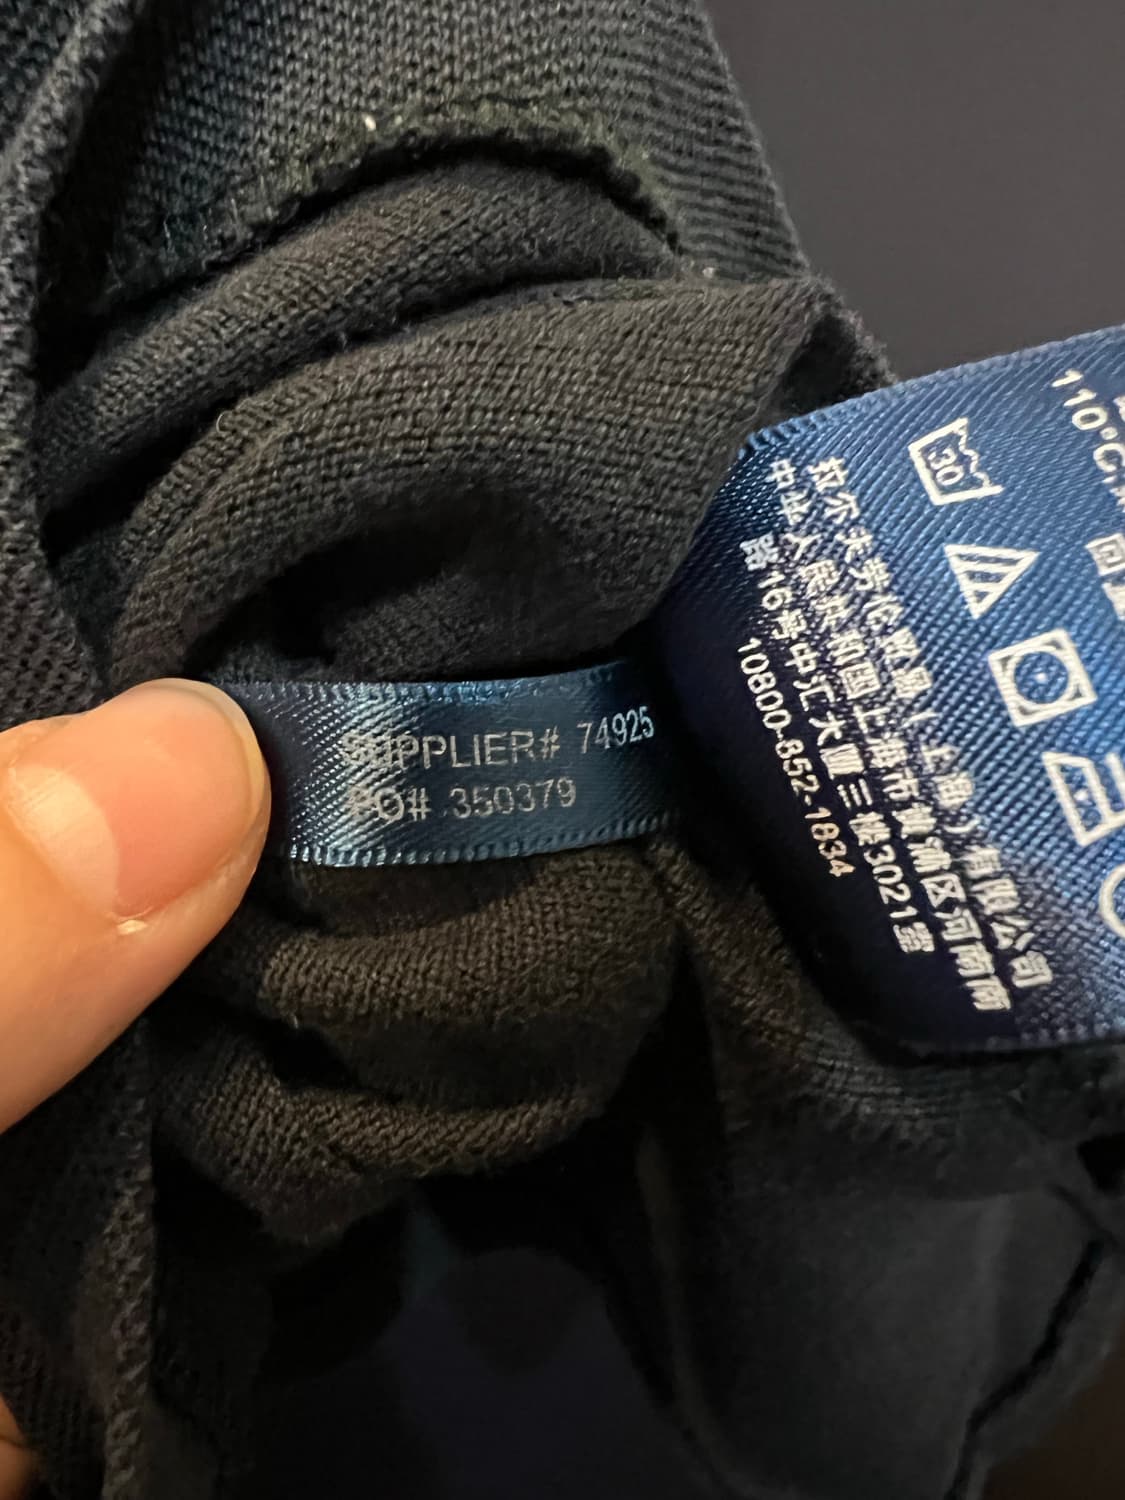 SUPPLIER# 74925
PO# 350379
30
拉尔夫劳伦贸易（上海）有限公司
中华人民共和国上海市黄浦区河南南
路16号中汇大厦三楼3021室
10800-852-1834
110°C,